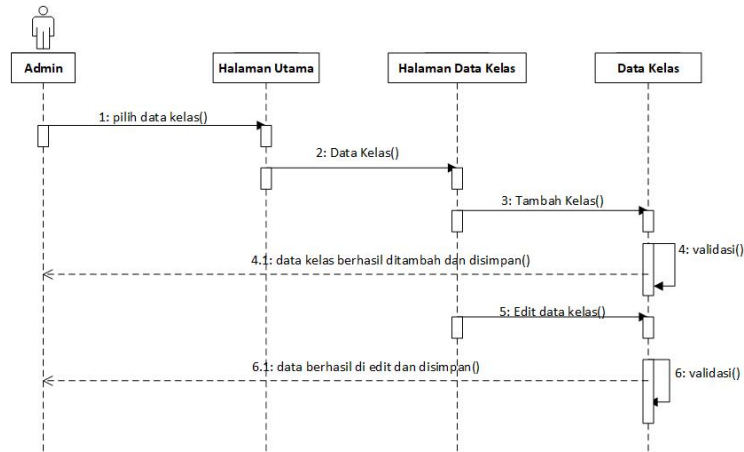 Admin
Halaman Utama
Halaman Data Kelas
Data Kelas
1: pilih data kelas()
2: Data Kelas()
3: Tambah Kelas()
4: validasi()
4.1: data kelas berhasil ditambah dan disimpan()
5: Edit data kelas()
6.1: data berhasil di edit dan disimpan()
6: validasi()